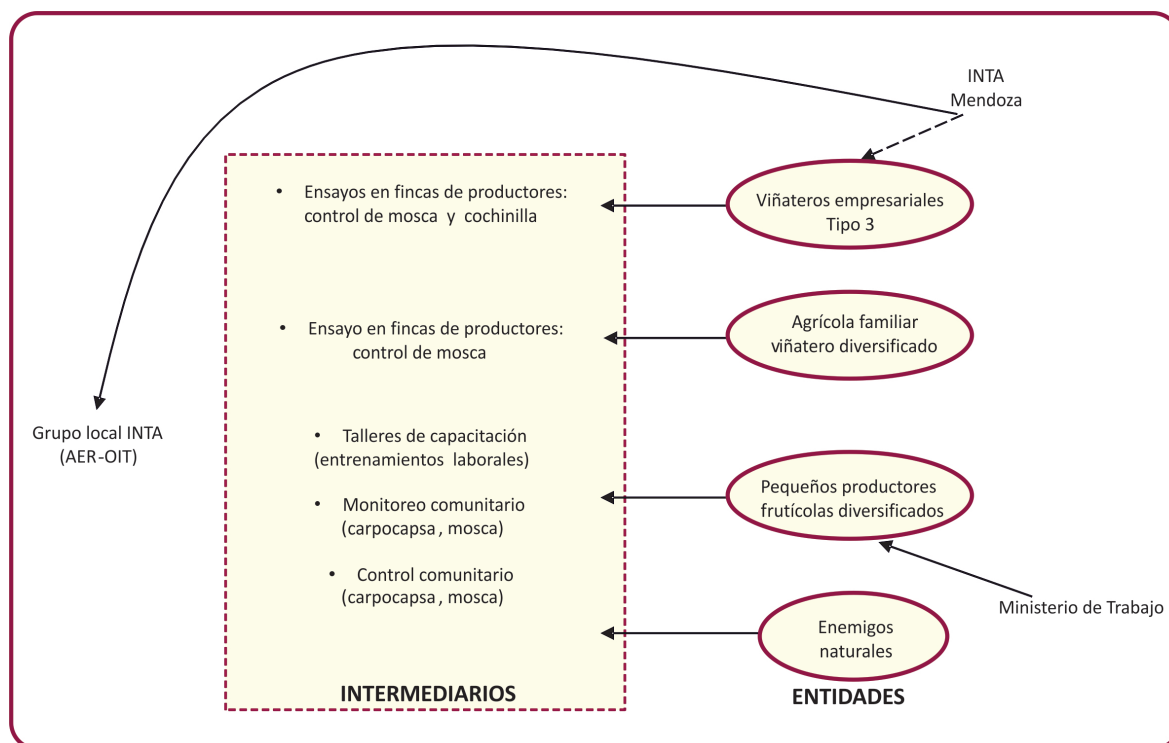 INTA
Mendoza
• Ensayos en fincas de productores:
control de mosca y cochinilla
Viñateros empresariales
Tipo 3
• Ensayo en fincas de productores:
control de mosca
Agrícola familiar
viñatero diversificado
Grupo local INTA
(AER-OIT)
• Talleres de capacitación
(entrenamientos laborales)
• Monitoreo comunitario
(carpocapsa, mosca)
Pequeños productores
frutícolas diversificados
• Control comunitario
(carpocapsa, mosca)
Ministerio de Trabajo
Enemigos
naturales
INTERMEDIARIOS
ENTIDADES